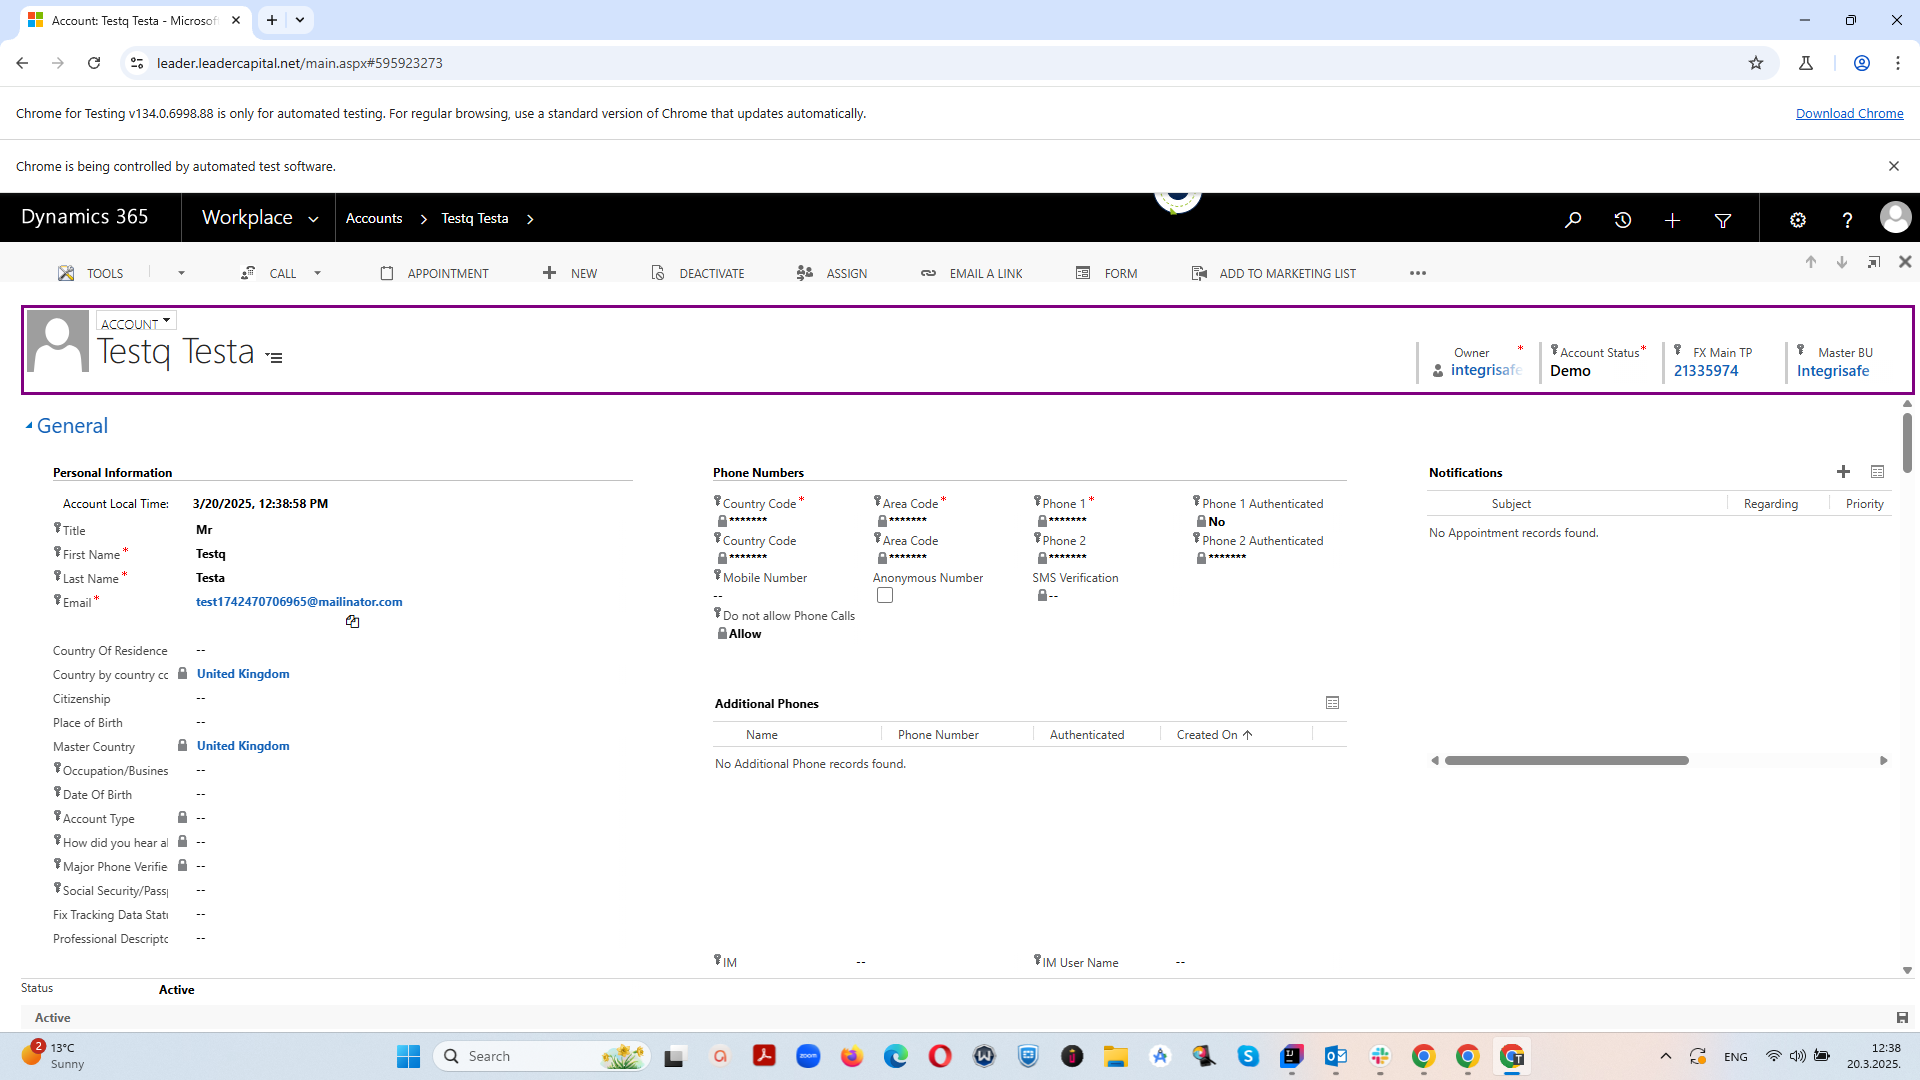 Account: Testq Testa - Microsof
leader.leadercapital.net/main.aspx#595923273
Chrome for Testing v134.0.6998.88 is only for automated testing. For regular browsing, use a standard version of Chrome that updates automatically.
Download Chrome
Chrome is being controlled by automated test software.
Dynamics 365
Workplace
Accounts
Testq Testa
TOOLS
CALL
APPOINTMENT
NEW
DEACTIVATE
ASSIGN
EMAIL A LINK
FORM
ADD TO MARKETING LIST
ACCOUNT
Testq Testa
Owner *
integrisafe
Account Status *
Demo
FX Main TP
21335974
Master BU
Integrisafe
General
Personal Information
Account Local Time: 3/20/2025, 12:38:58 PM
Title Mr
First Name * Testq
Last Name * Testa
Email * test1742470706965@mailinator.com
Country Of Residence --
Country by country cc United Kingdom
Citizenship --
Place of Birth --
Master Country United Kingdom
Occupation/Busines --
Date Of Birth --
Account Type --
How did you hear al --
Major Phone Verifie --
Social Security/Pass --
Fix Tracking Data Statu --
Professional Descripto --
Phone Numbers
Country Code * Area Code * Phone 1 * Phone 1 Authenticated
******* ******* ******* No
Country Code Area Code Phone 2 Phone 2 Authenticated
******* ******* ******* *******
Mobile Number Anonymous Number SMS Verification
-- --
Do not allow Phone Calls
Allow
Additional Phones
Name Phone Number Authenticated Created On
No Additional Phone records found.
IM -- IM User Name --
Notifications
Subject Regarding Priority
No Appointment records found.
Status Active
Active
2
13°C
Sunny
Search
zoom
ENG
12:38
20.3.2025.